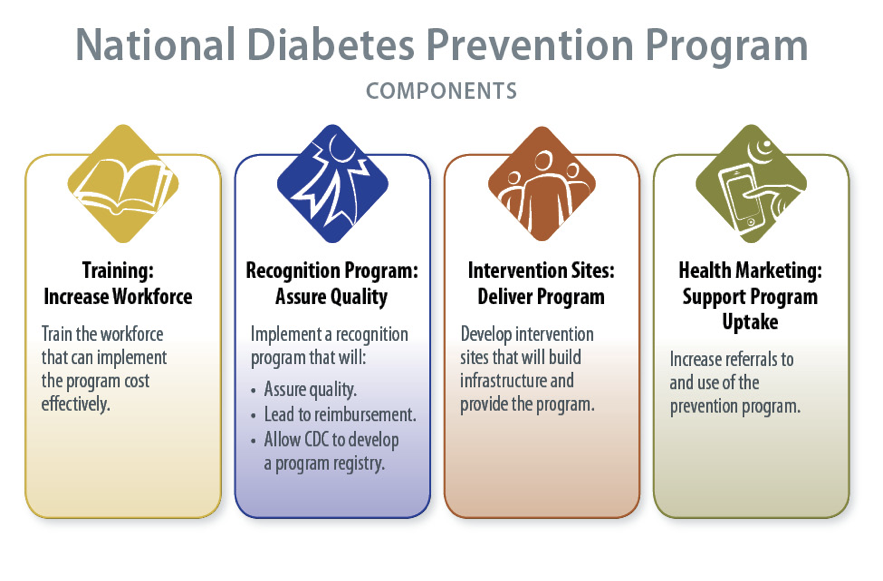 National Diabetes Prevention Program
COMPONENTS
Training:
Increase Workforce
Train the workforce
that can implement
the program cost
effectively.
Recognition Program:
Assure Quality
Implement a recognition
program that will:
• Assure quality.
• Lead to reimbursement.
• Allow CDC to develop
a program registry.
Intervention Sites:
Deliver Program
Develop intervention
sites that will build
infrastructure and
provide the program.
Health Marketing:
Support Program
Uptake
Increase referrals to
and use of the
prevention program.